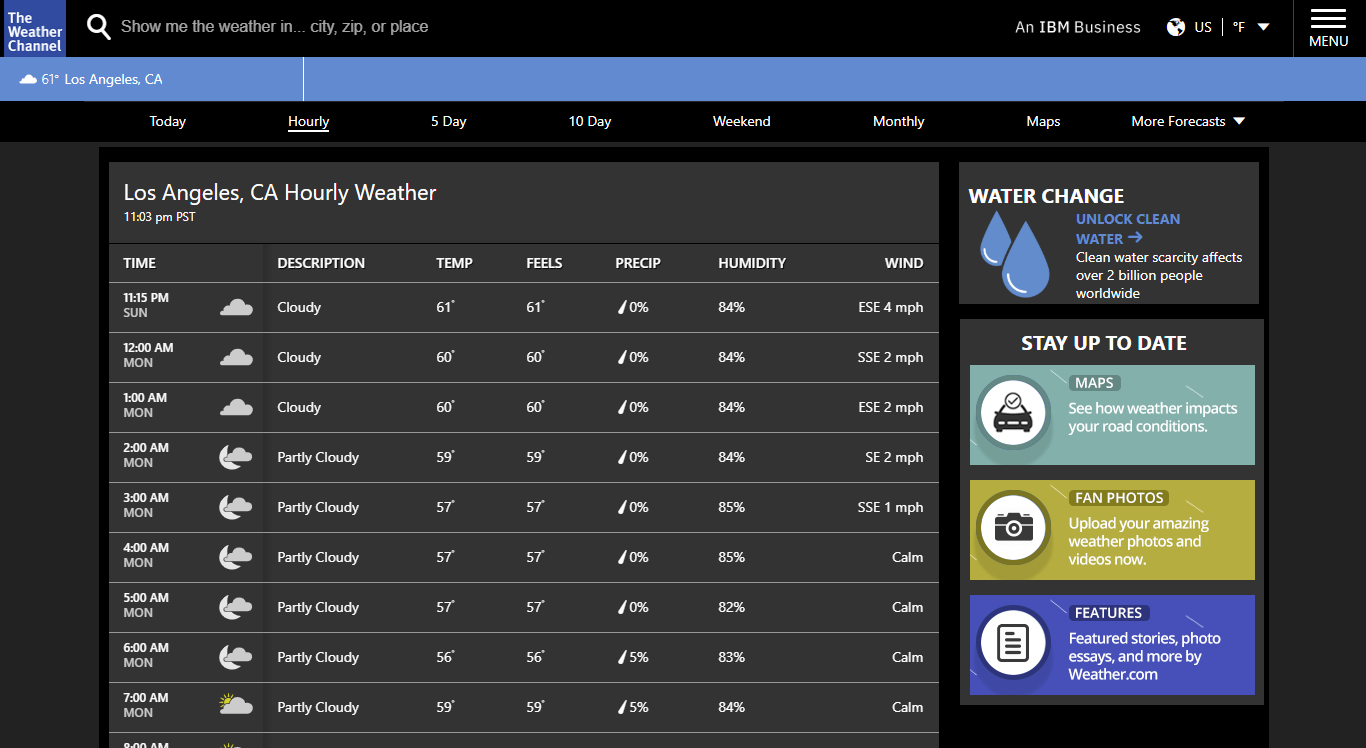 The
Weather
Channel
Show me the weather in... city, zip, or place
An IBM Business
US
°F
MENU
61° Los Angeles, CA
Today Hourly 5 Day 10 Day Weekend Monthly Maps More Forecasts
Los Angeles, CA Hourly Weather
11:03 pm PST
TIME DESCRIPTION TEMP FEELS PRECIP HUMIDITY WIND
11:15 PM
SUN
Cloudy 61° 61° 0% 84% ESE 4 mph
12:00 AM
MON
Cloudy 60° 60° 0% 84% SSE 2 mph
1:00 AM
MON
Cloudy 60° 60° 0% 84% ESE 2 mph
2:00 AM
MON
Partly Cloudy 59° 59° 0% 84% SE 2 mph
3:00 AM
MON
Partly Cloudy 57° 57° 0% 85% SSE 1 mph
4:00 AM
MON
Partly Cloudy 57° 57° 0% 85% Calm
5:00 AM
MON
Partly Cloudy 57° 57° 0% 82% Calm
6:00 AM
MON
Partly Cloudy 56° 56° 5% 83% Calm
7:00 AM
MON
Partly Cloudy 59° 59° 5% 84% Calm
8:00 AM
WATER CHANGE
UNLOCK CLEAN
WATER →
Clean water scarcity affects
over 2 billion people
worldwide
STAY UP TO DATE
MAPS
See how weather impacts
your road conditions.
FAN PHOTOS
Upload your amazing
weather photos and
videos now.
FEATURES
Featured stories, photo
essays, and more by
Weather.com